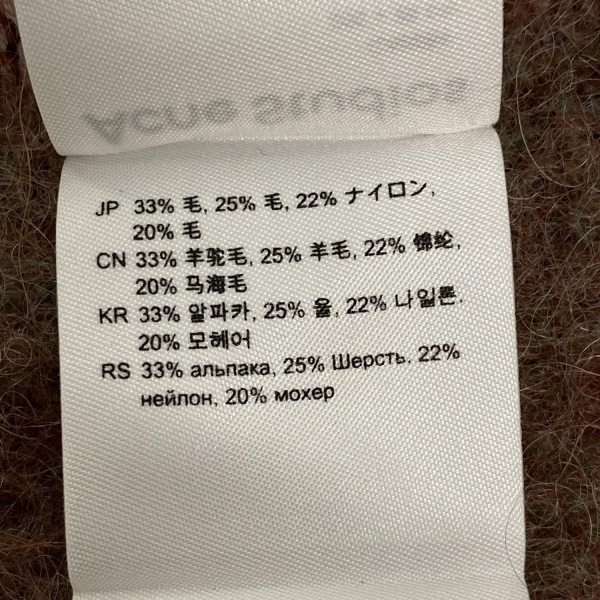 Acne Studios
JP 33% 毛, 25% 毛, 22% ナイロン,
20% 毛
CN 33% 羊驼毛, 25% 羊毛, 22% 锦纶,
20% 马海毛
KR 33% 알파카, 25% 울, 22% 나일론.
20% 모헤어
RS 33% альпака, 25% Шерсть. 22%
нейлон, 20% мохер